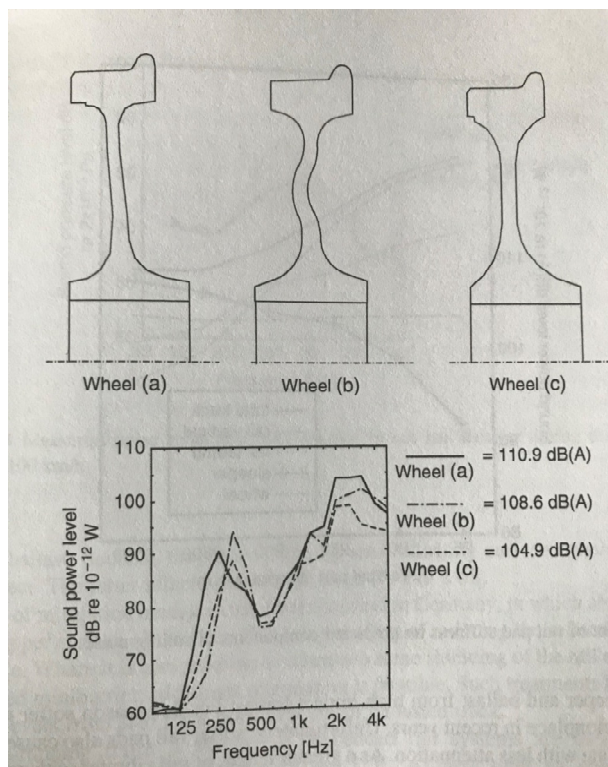 Wheel (a)
Wheel (b)
Wheel (c)
110
100
90
80
70
60
Sound power level
dB re 10⁻¹² W
125 250 500 1k 2k 4k
Frequency [Hz]
Wheel (a) = 110.9 dB(A)
Wheel (b) = 108.6 dB(A)
Wheel (c) = 104.9 dB(A)